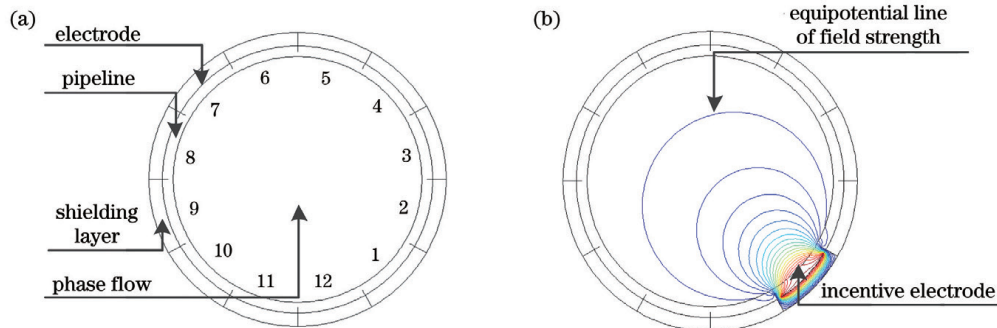 (a)
electrode
pipeline
shielding
layer
phase flow
6
5
7
4
8
3
9
2
10
1
11
12
(b)
equipotential line
of field strength
incentive electrode